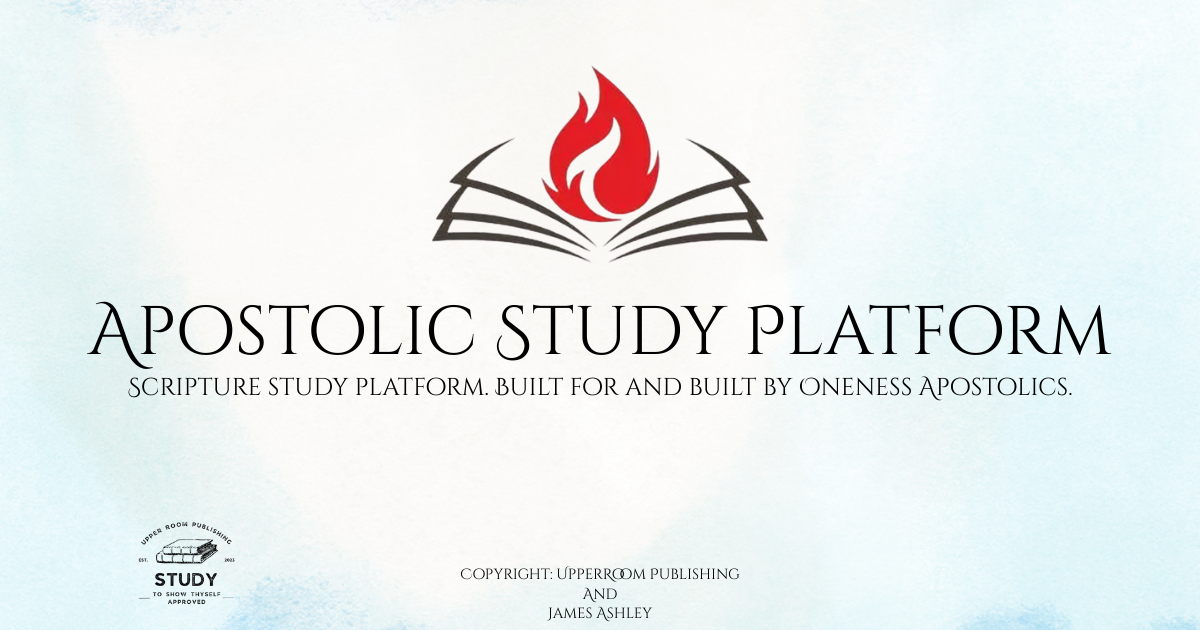 Apostolic Study Platform
Scripture study platform. Built for and built by Oneness Apostolics.
UPPER ROOM PUBLISHING
EST. 2023
STUDY
TO SHOW THYSELF
APPROVED
Copyright: UpperRoom Publishing
And
James Ashley